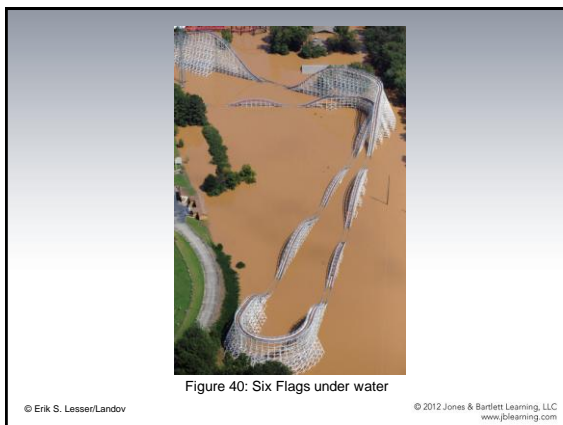 Figure 40: Six Flags under water
© Erik S. Lesser/Landov
© 2012 Jones & Bartlett Learning, LLC
www.jblearning.com